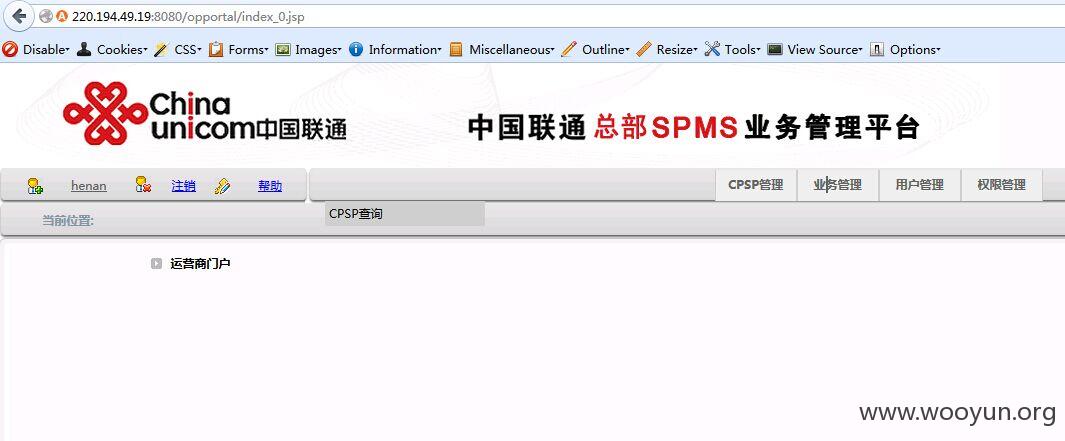 220.194.49.19:8080/opportal/index_0.jsp
Disable Cookies CSS Forms Images Information Miscellaneous Outline Resize Tools View Source Options
China unicom中国联通
中国联通总部SPMS业务管理平台
henan 注销 帮助
CPSP管理 业务管理 用户管理 权限管理
当前位置:
CPSP查询
运营商门户
www.wooyun.org